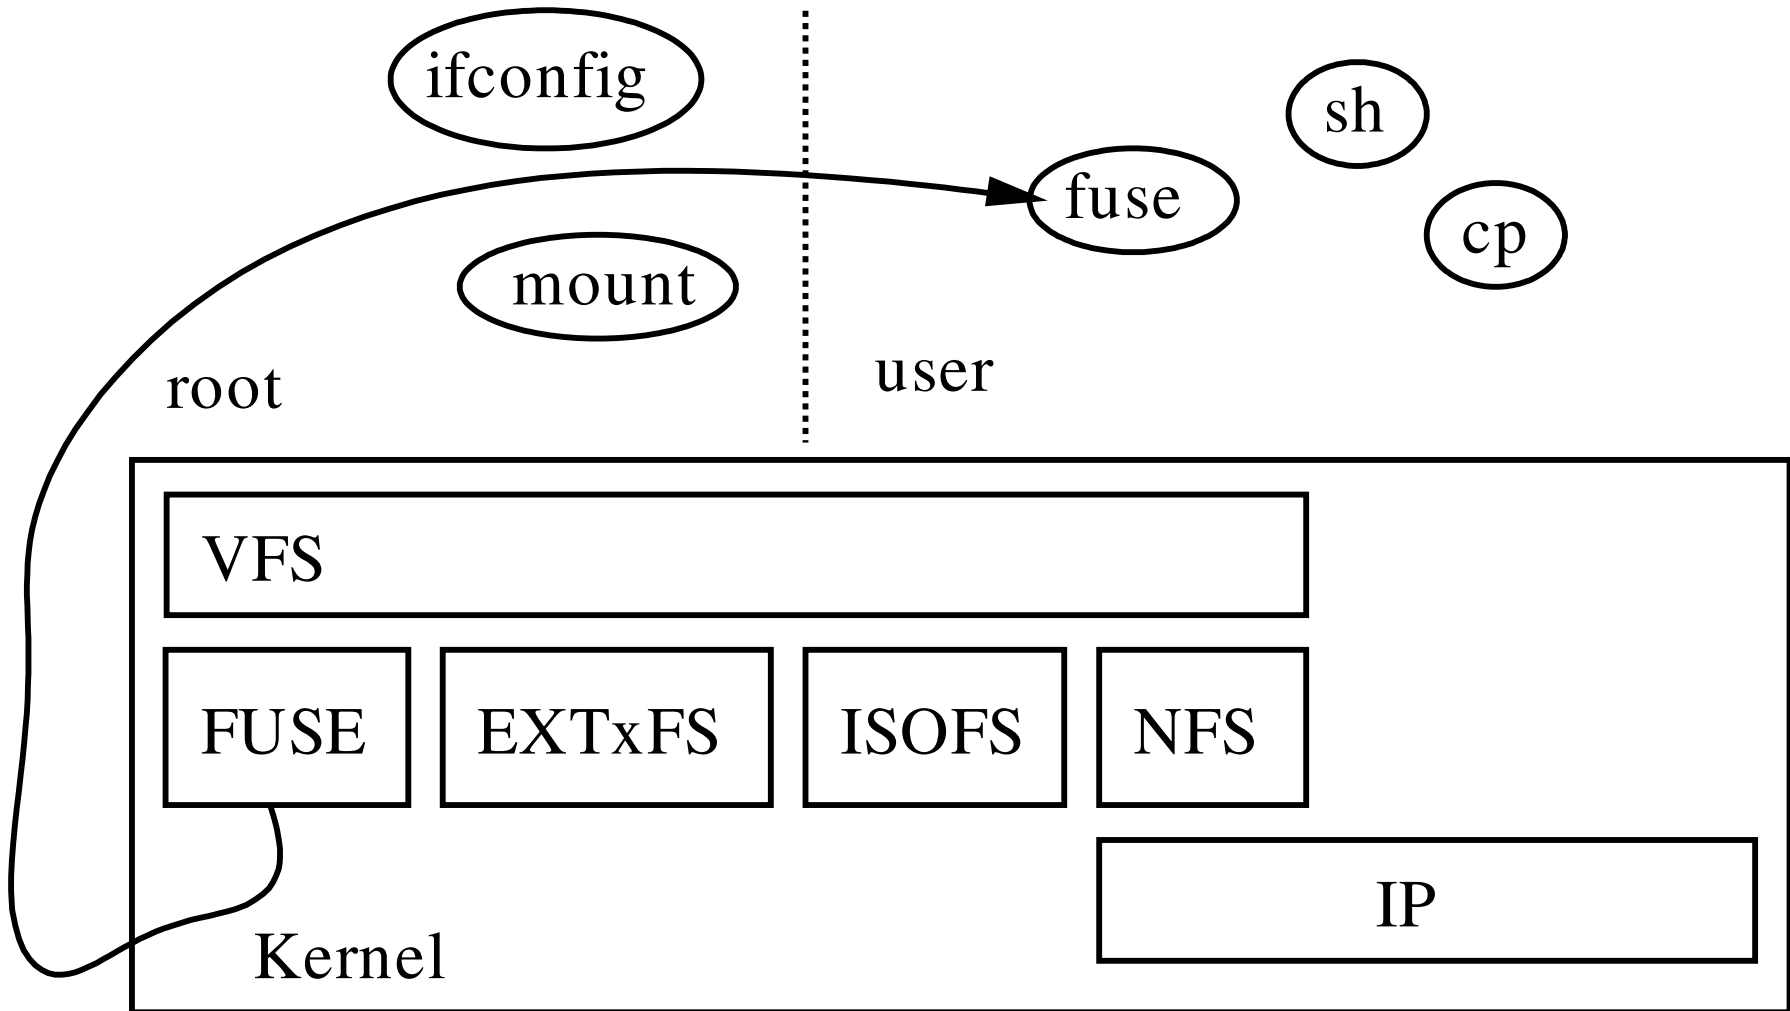 ifconfig
sh
fuse
cp
mount
root
user
VFS
FUSE
EXTxFS
ISOFS
NFS
IP
Kernel